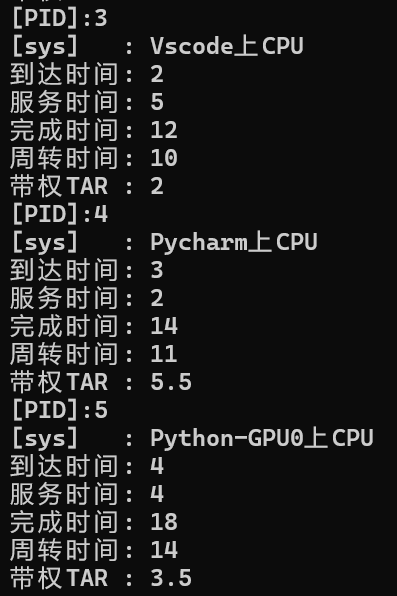 [PID]:3
[sys]   : Vscode上CPU
到达时间: 2
服务时间: 5
完成时间: 12
周转时间: 10
带权TAR : 2
[PID]:4
[sys]   : Pycharm上CPU
到达时间: 3
服务时间: 2
完成时间: 14
周转时间: 11
带权TAR : 5.5
[PID]:5
[sys]   : Python-GPU0上CPU
到达时间: 4
服务时间: 4
完成时间: 18
周转时间: 14
带权TAR : 3.5